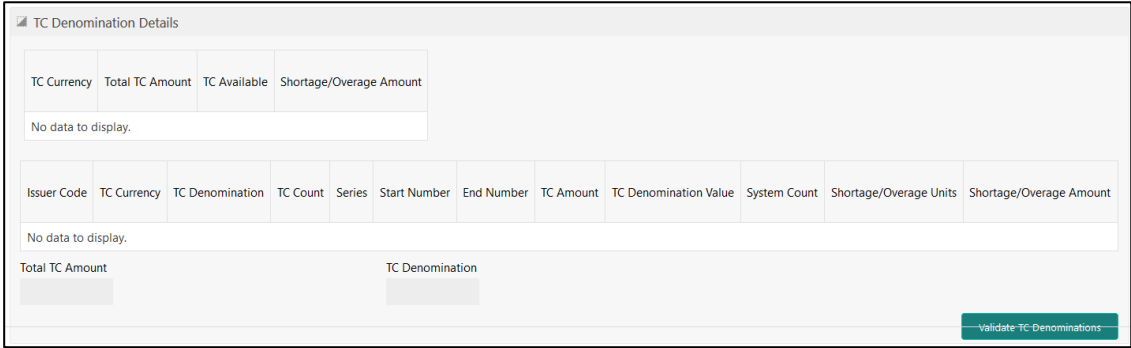 TC Denomination Details
TC Currency Total TC Amount TC Available Shortage/Overage Amount
No data to display.
Issuer Code TC Currency TC Denomination TC Count Series Start Number End Number TC Amount TC Denomination Value System Count Shortage/Overage Units Shortage/Overage Amount
No data to display.
Total TC Amount TC Denomination
Validate TC Denominations